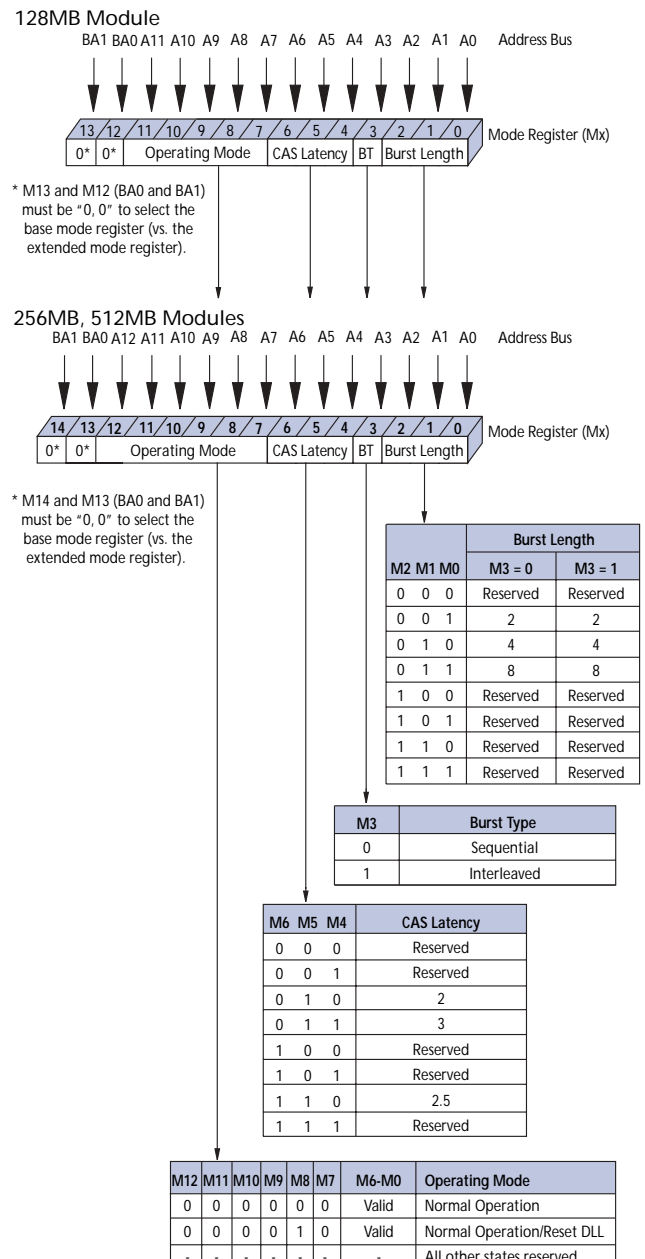 128MB Module
BA1 BA0 A11 A10 A9 A8 A7 A6 A5 A4 A3 A2 A1 A0 Address Bus
13 12 11 10 9 8 7 6 5 4 3 2 1 0 Mode Register (Mx)
0* 0* Operating Mode CAS Latency BT Burst Length
* M13 and M12 (BA0 and BA1)
must be "0, 0" to select the
base mode register (vs. the
extended mode register).
256MB, 512MB Modules
BA1 BA0 A12 A11 A10 A9 A8 A7 A6 A5 A4 A3 A2 A1 A0 Address Bus
14 13 12 11 10 9 8 7 6 5 4 3 2 1 0 Mode Register (Mx)
0* 0* Operating Mode CAS Latency BT Burst Length
* M14 and M13 (BA0 and BA1)
must be "0, 0" to select the
base mode register (vs. the
extended mode register).
Burst Length
M2 M1 M0 M3 = 0 M3 = 1
0 0 0 Reserved Reserved
0 0 1 2 2
0 1 0 4 4
0 1 1 8 8
1 0 0 Reserved Reserved
1 0 1 Reserved Reserved
1 1 0 Reserved Reserved
1 1 1 Reserved Reserved
M3 Burst Type
0 Sequential
1 Interleaved
M6 M5 M4 CAS Latency
0 0 0 Reserved
0 0 1 Reserved
0 1 0 2
0 1 1 3
1 0 0 Reserved
1 0 1 Reserved
1 1 0 2.5
1 1 1 Reserved
M12 M11 M10 M9 M8 M7 M6-M0 Operating Mode
0 0 0 0 0 0 Valid Normal Operation
0 0 0 0 1 0 Valid Normal Operation/Reset DLL
- - - - - - - All other states reserved